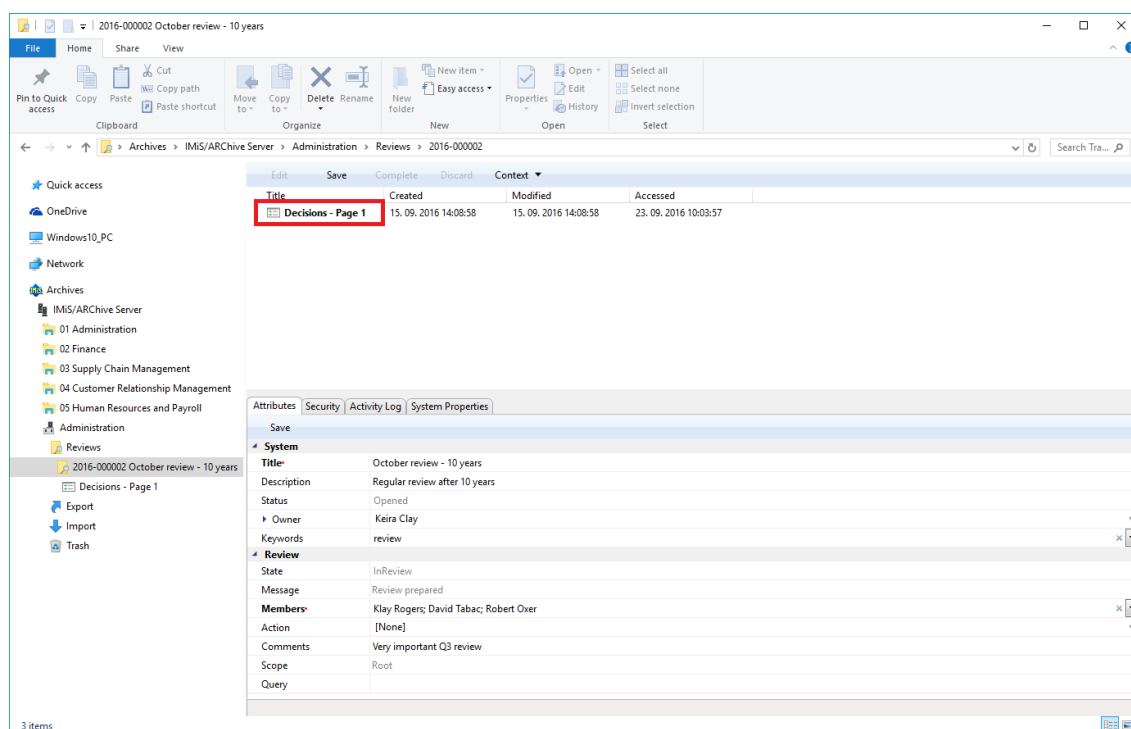 2016-000002 October review - 10 years
File Home Share View
Pin to Quick access
Copy
Paste
Cut
Copy path
Paste shortcut
Move to
Copy to
Delete
Rename
New folder
New item
Easy access
Properties
Open
Edit
History
Select all
Select none
Invert selection
Clipboard Organize New Open Select
Archives > IMiS/ARChive Server > Administration > Reviews > 2016-000002
Search Tra...
Quick access
OneDrive
Windows10_PC
Network
Archives
IMiS/ARChive Server
01 Administration
02 Finance
03 Supply Chain Management
04 Customer Relationship Management
05 Human Resources and Payroll
Administration
Reviews
2016-000002 October review - 10 years
Decisions - Page 1
Export
Import
Trash
Edit Save Complete Discard Context
Title Created Modified Accessed
Decisions - Page 1 15. 09. 2016 14:08:58 15. 09. 2016 14:08:58 23. 09. 2016 10:03:57
Attributes Security Activity Log System Properties
Save
System
Title* October review - 10 years
Description Regular review after 10 years
Status Opened
Owner Keira Clay
Keywords review
Review
State InReview
Message Review prepared
Members* Klay Rogers; David Tabac; Robert Oxer
Action [None]
Comments Very important Q3 review
Scope Root
Query
3 items